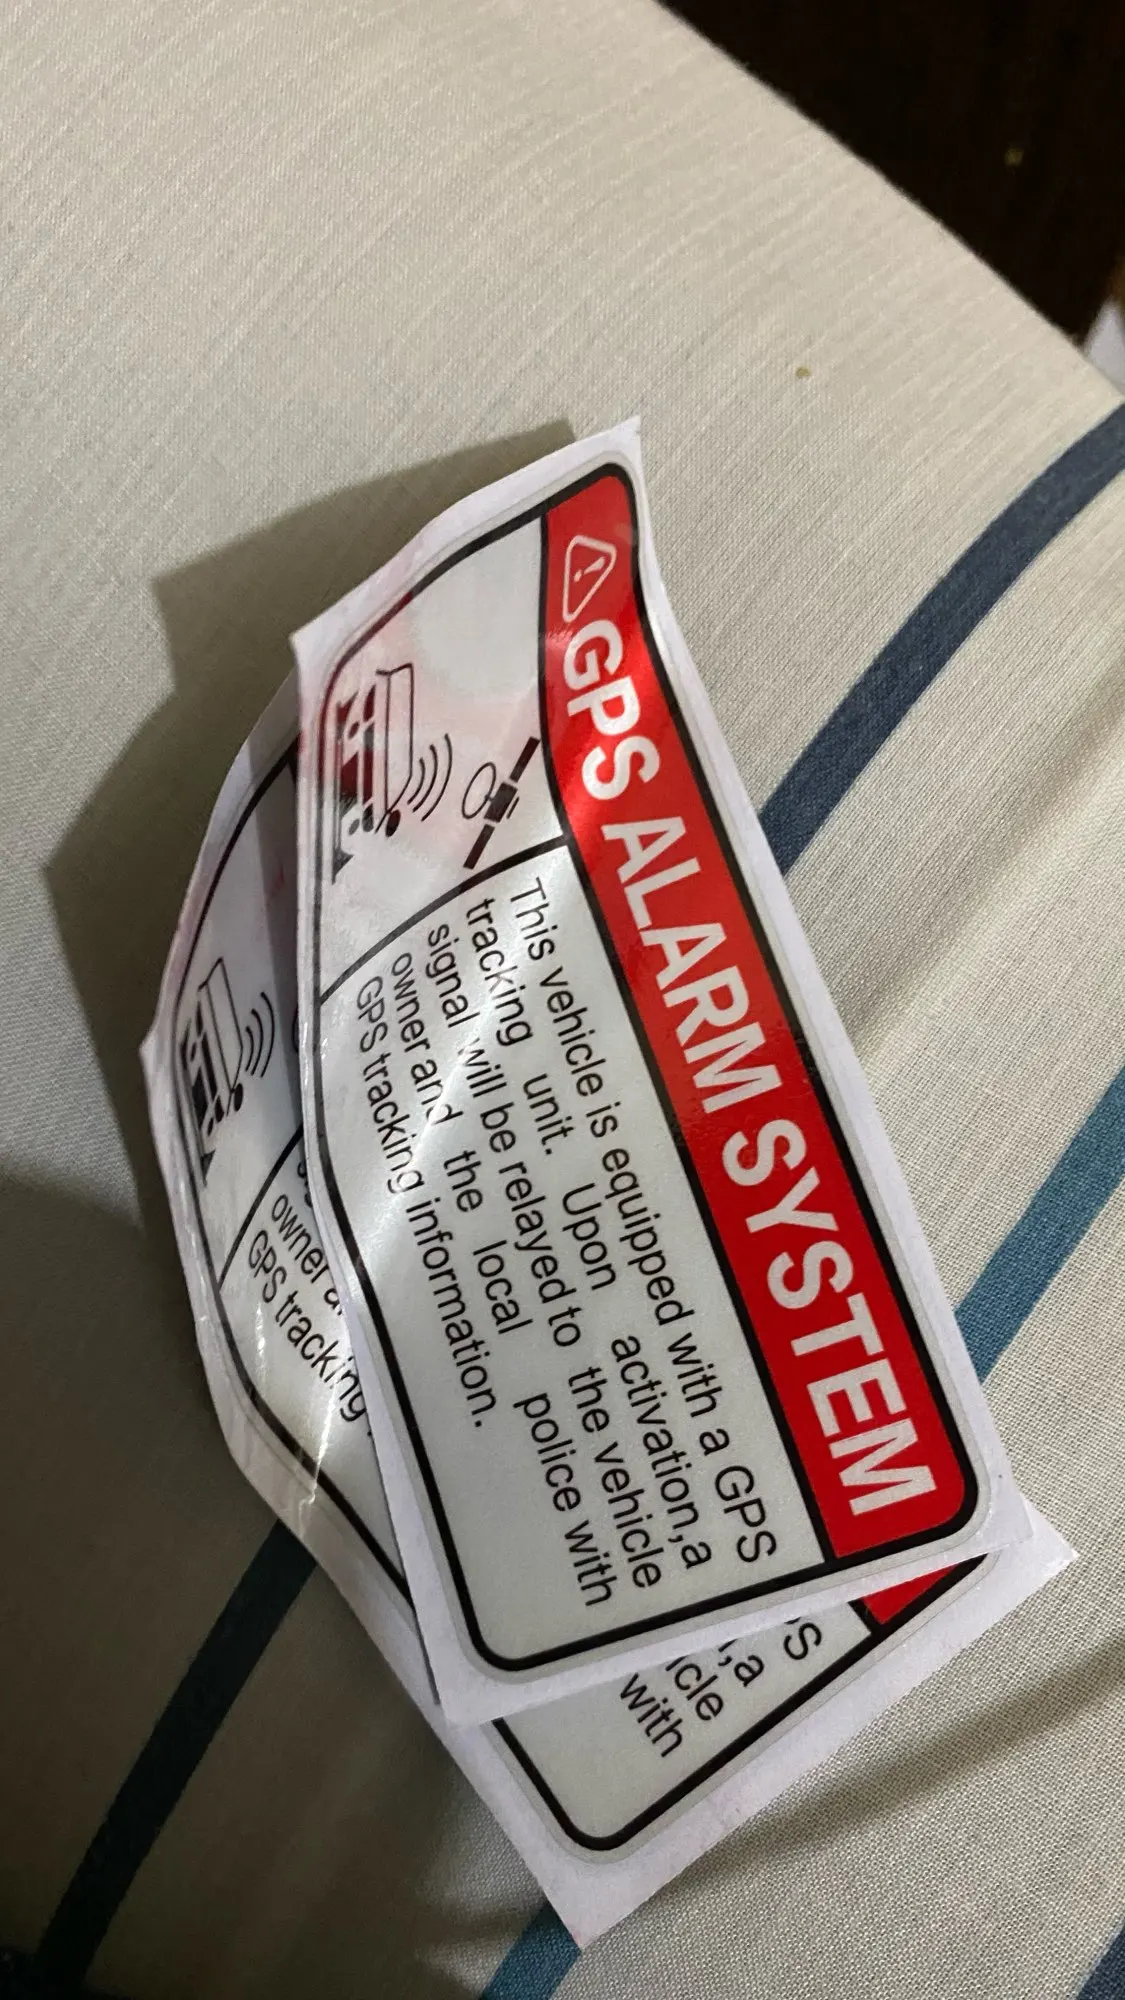 GPS ALARM SYSTEM
This vehicle is equipped with a GPS
tracking unit. Upon activation,a
signal will be relayed to the vehicle
owner and the local police with
GPS tracking information.
S
,a
icle
with
owner a
GPS tracking